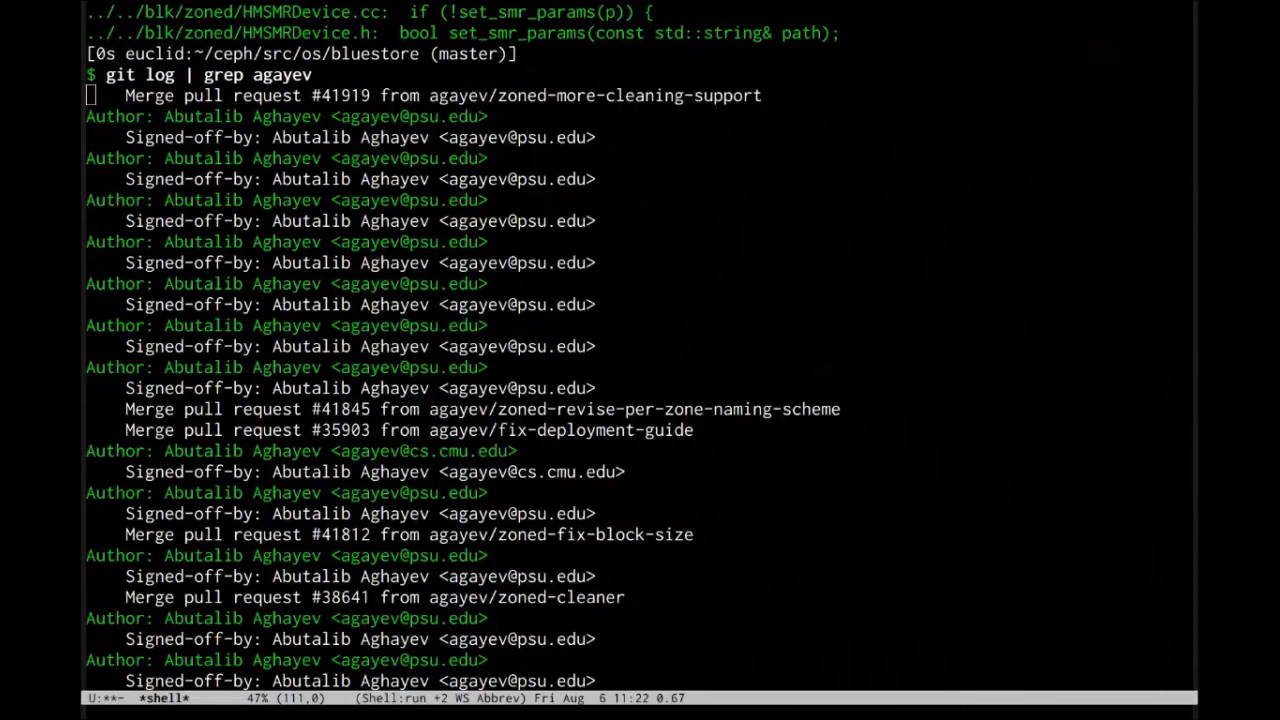 ../../blk/zoned/HMSMRDevice.cc:  if (!set_smr_params(p)) {
../../blk/zoned/HMSMRDevice.h:  bool set_smr_params(const std::string& path);
[0s euclid:~/ceph/src/os/bluestore (master)]
$ git log | grep agayev
    Merge pull request #41919 from agayev/zoned-more-cleaning-support
Author: Abutalib Aghayev <agayev@psu.edu>
    Signed-off-by: Abutalib Aghayev <agayev@psu.edu>
Author: Abutalib Aghayev <agayev@psu.edu>
    Signed-off-by: Abutalib Aghayev <agayev@psu.edu>
Author: Abutalib Aghayev <agayev@psu.edu>
    Signed-off-by: Abutalib Aghayev <agayev@psu.edu>
Author: Abutalib Aghayev <agayev@psu.edu>
    Signed-off-by: Abutalib Aghayev <agayev@psu.edu>
Author: Abutalib Aghayev <agayev@psu.edu>
    Signed-off-by: Abutalib Aghayev <agayev@psu.edu>
Author: Abutalib Aghayev <agayev@psu.edu>
    Signed-off-by: Abutalib Aghayev <agayev@psu.edu>
Author: Abutalib Aghayev <agayev@psu.edu>
    Signed-off-by: Abutalib Aghayev <agayev@psu.edu>
    Merge pull request #41845 from agayev/zoned-revise-per-zone-naming-scheme
    Merge pull request #35903 from agayev/fix-deployment-guide
Author: Abutalib Aghayev <agayev@cs.cmu.edu>
    Signed-off-by: Abutalib Aghayev <agayev@cs.cmu.edu>
Author: Abutalib Aghayev <agayev@psu.edu>
    Signed-off-by: Abutalib Aghayev <agayev@psu.edu>
    Merge pull request #41812 from agayev/zoned-fix-block-size
Author: Abutalib Aghayev <agayev@psu.edu>
    Signed-off-by: Abutalib Aghayev <agayev@psu.edu>
    Merge pull request #38641 from agayev/zoned-cleaner
Author: Abutalib Aghayev <agayev@psu.edu>
    Signed-off-by: Abutalib Aghayev <agayev@psu.edu>
Author: Abutalib Aghayev <agayev@psu.edu>
    Signed-off-by: Abutalib Aghayev <agayev@psu.edu>
U:**-  *shell*        47% (111,0)    (Shell:run +2 WS Abbrev) Fri Aug  6 11:22 0.67